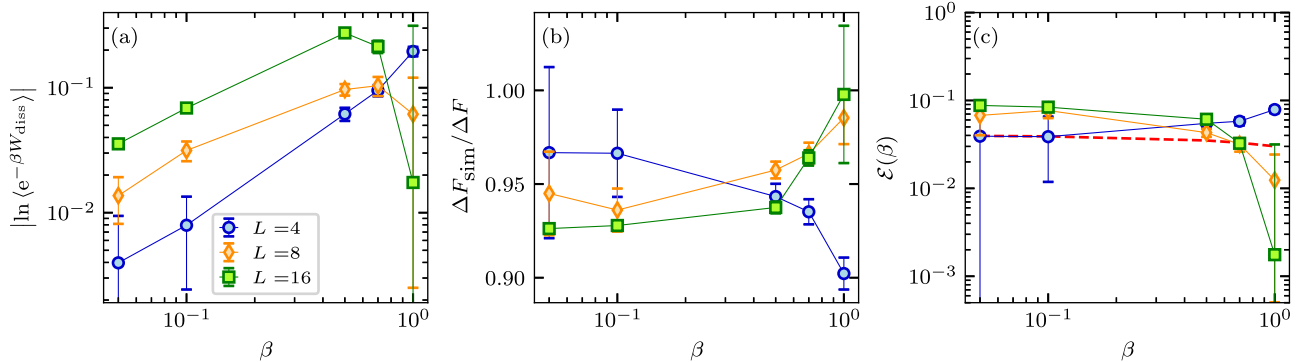 (a)
|ln⟨e^{−βW_diss}⟩|
10^{−1}
10^{−2}
L = 4
L = 8
L = 16
10^{−1}
10^0
β
(b)
ΔF_sim/ΔF
1.00
0.95
0.90
10^{−1}
10^0
β
(c)
ℰ(β)
10^0
10^{−1}
10^{−2}
10^{−3}
10^{−1}
10^0
β